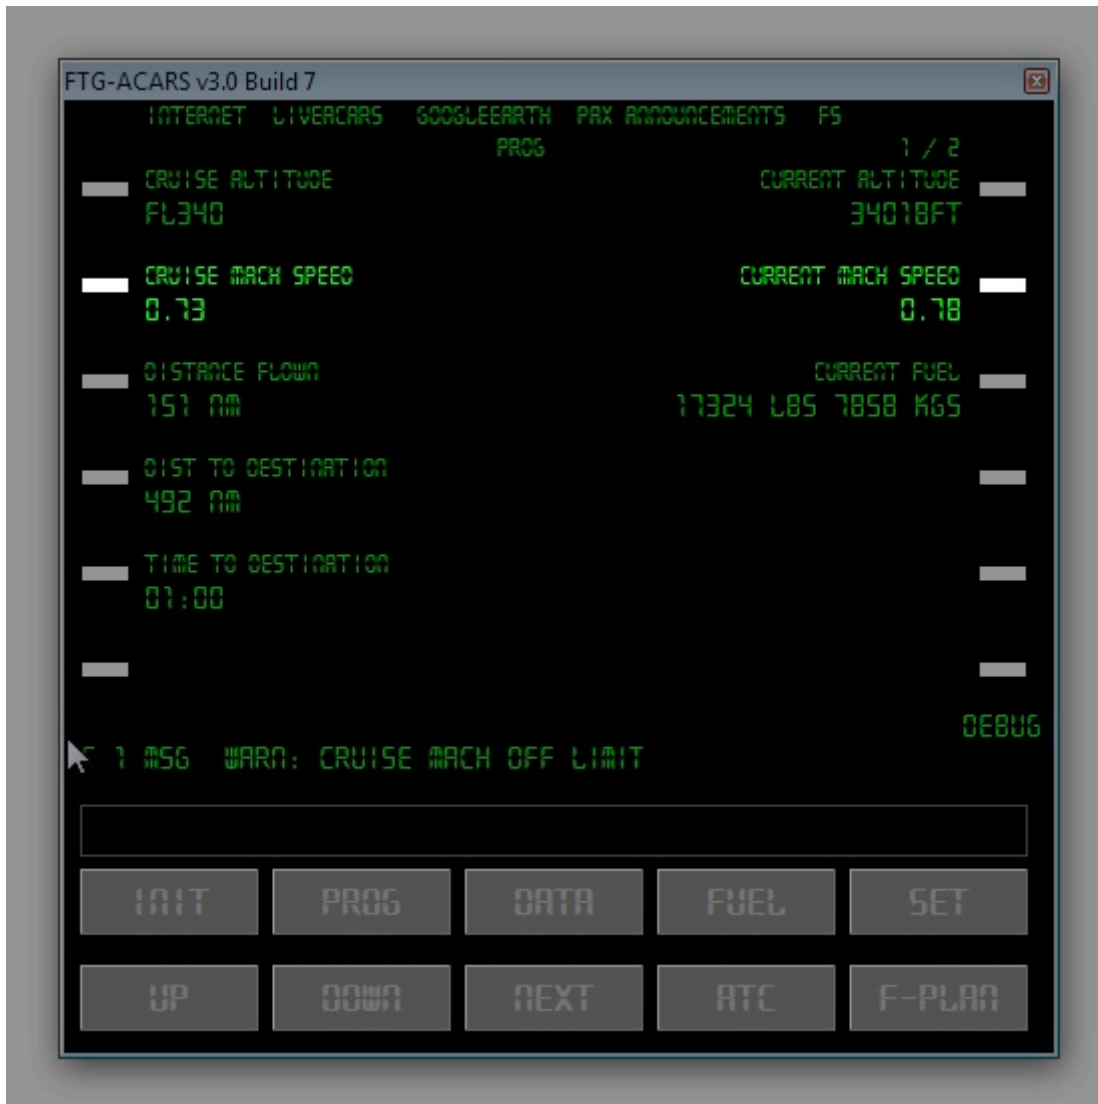 FTG-ACARS v3.0 Build 7
INTERNET LIVEACARS GOOGLEEARTH PAX ANNOUNCEMENTS FS
PROG 1 / 2
CRUISE ALTITUDE CURRENT ALTITUDE
FL340 34018FT
CRUISE MACH SPEED CURRENT MACH SPEED
0.73 0.78
DISTANCE FLOWN CURRENT FUEL
151 NM 17324 LBS 7858 KGS
DIST TO DESTINATION
492 NM
TIME TO DESTINATION
01:00
DEBUG
1 MSG WARN: CRUISE MACH OFF LIMIT
INIT PROG DATA FUEL SET
UP DOWN NEXT ATC F-PLAN